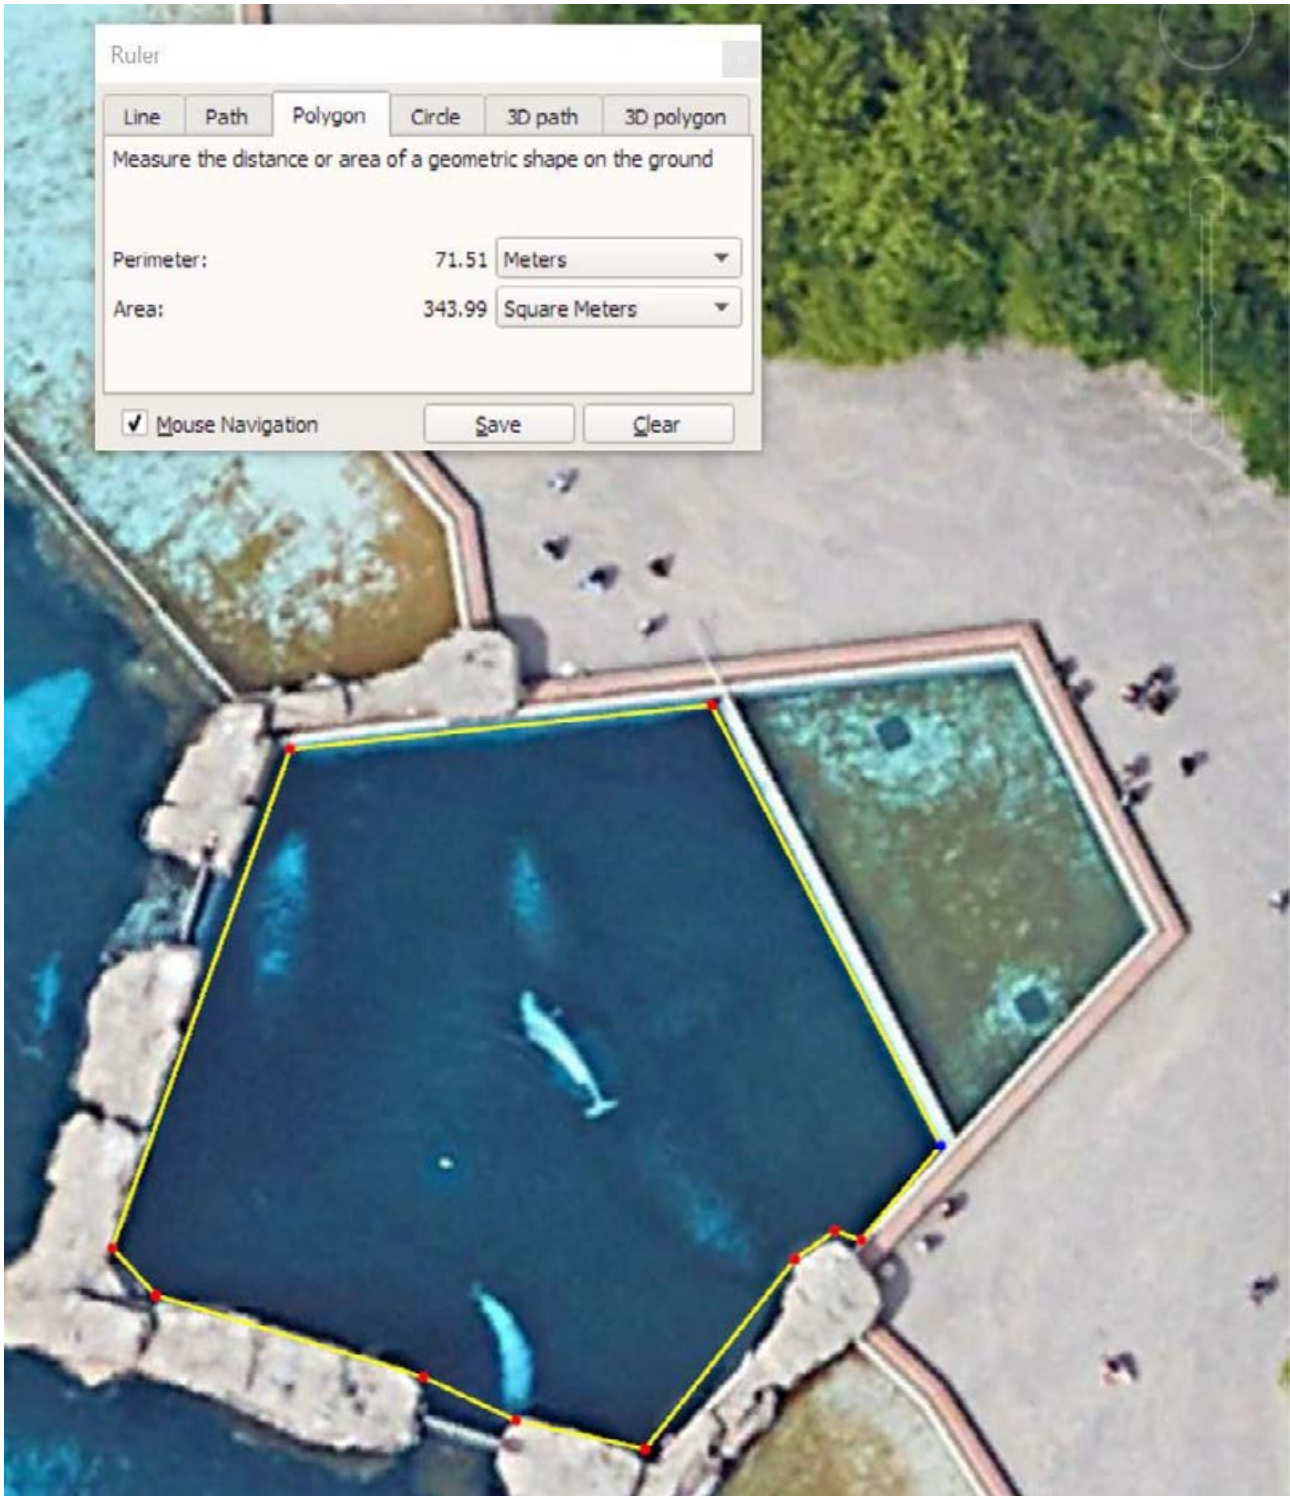 Ruler
Line Path Polygon Circle 3D path 3D polygon
Measure the distance or area of a geometric shape on the ground
Perimeter: 71.51 Meters
Area: 343.99 Square Meters
Mouse Navigation Save Clear